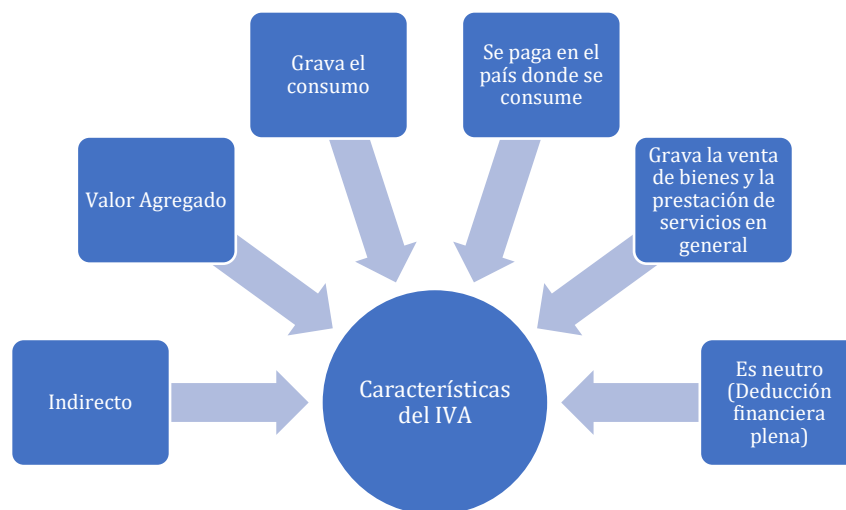 Grava el
consumo
Se paga en el
país donde se
consume
Valor Agregado
Grava la venta
de bienes y la
prestación de
servicios en
general
Indirecto
Características
del IVA
Es neutro
(Deducción
financiera
plena)